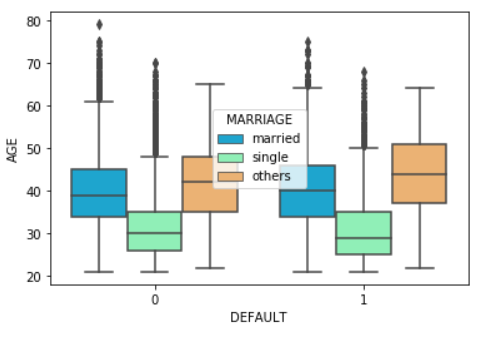 80
70
60
50
40
30
20
AGE
MARRIAGE
married
single
others
0 1
DEFAULT